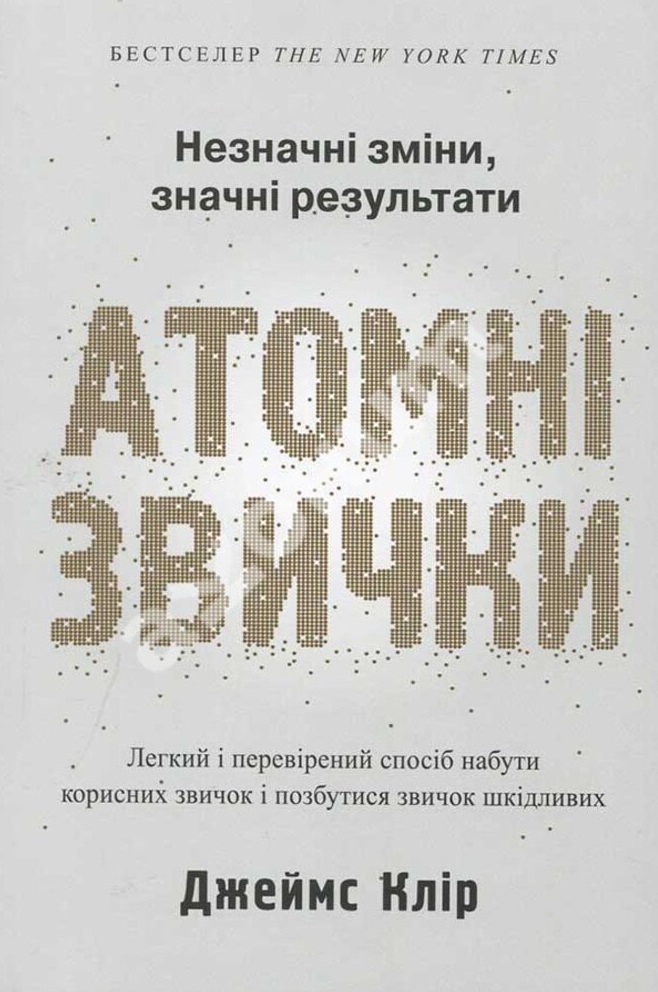 БЕСТСЕЛЕР THE NEW YORK TIMES
Незначні зміни,
значні результати
АТОМНІ
ЗВИЧКИ
Легкий і перевірений спосіб набути
корисних звичок і позбутися звичок шкідливих
Джеймс Клір